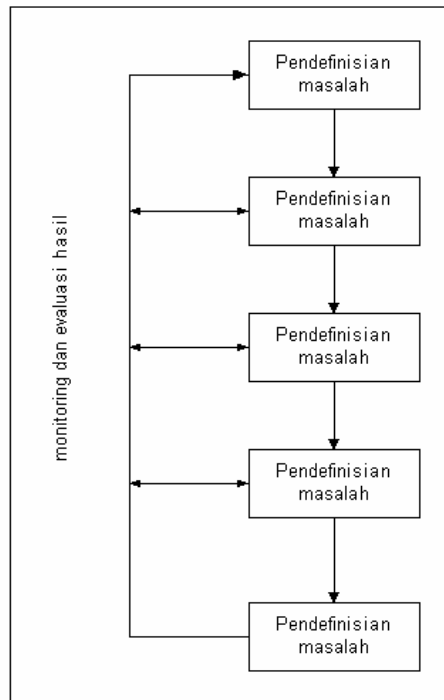 Pendefinisian
masalah
Pendefinisian
masalah
monitoring dan evaluasi hasil
Pendefinisian
masalah
Pendefinisian
masalah
Pendefinisian
masalah